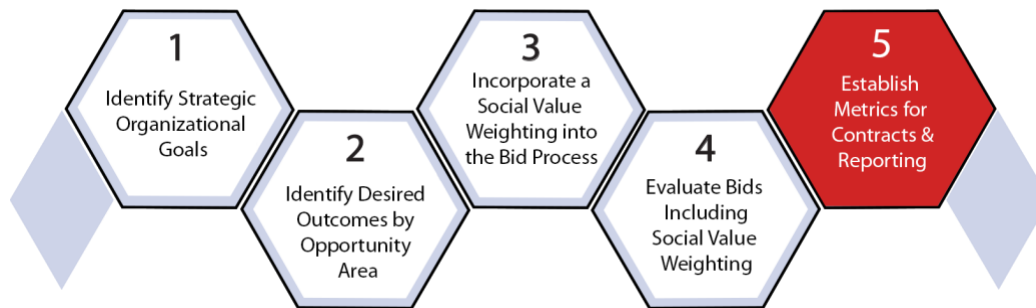 1
Identify Strategic
Organizational
Goals
2
Identify Desired
Outcomes by
Opportunity
Area
3
Incorporate a
Social Value
Weighting into
the Bid Process
4
Evaluate Bids
Including
Social Value
Weighting
5
Establish
Metrics for
Contracts &
Reporting